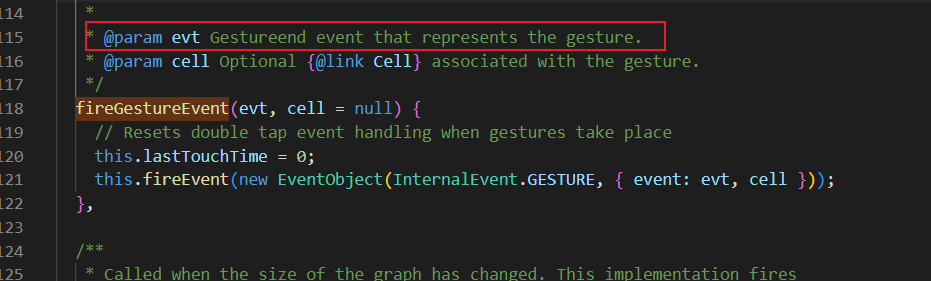 114 *
115 * @param evt Gestureend event that represents the gesture.
116 * @param cell Optional {@link Cell} associated with the gesture.
117 */
118 fireGestureEvent(evt, cell = null) {
119 // Resets double tap event handling when gestures take place
120 this.lastTouchTime = 0;
121 this.fireEvent(new EventObject(InternalEvent.GESTURE, { event: evt, cell }));
122 },
123
124 /**
125 * Called when the size of the graph has changed. This implementation fires